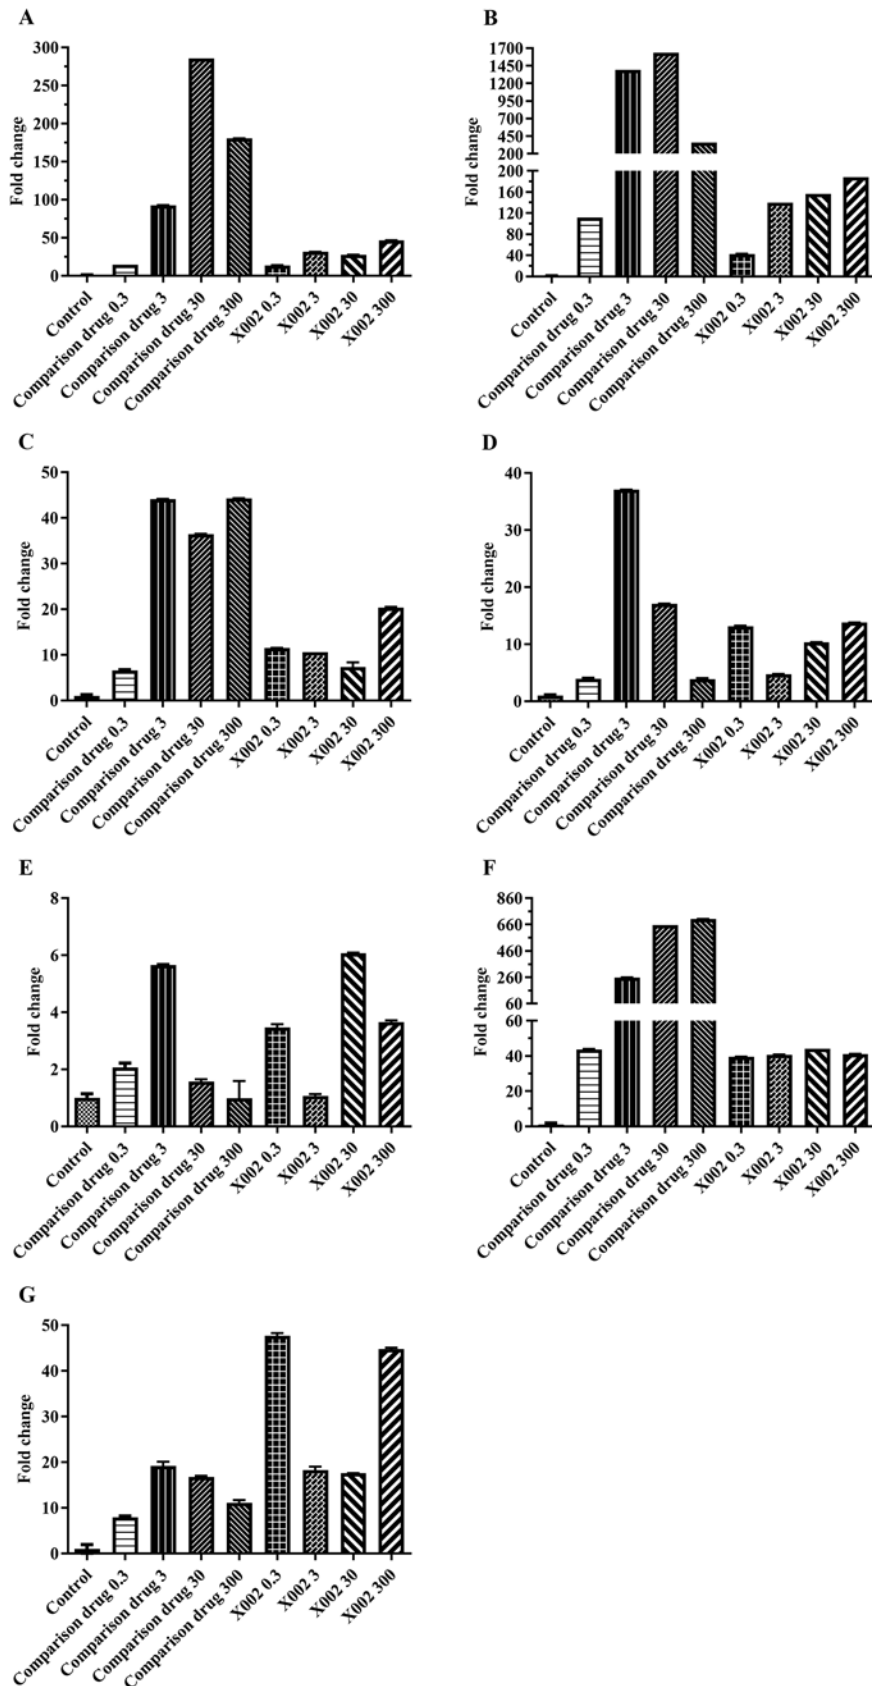 A
Fold change
300
250
200
150
100
50
0
Control
Comparison drug 0.3
Comparison drug 3
Comparison drug 30
Comparison drug 300
X002 0.3
X002 3
X002 30
X002 300
B
Fold change
1700
1450
1200
950
700
450
200
200
160
120
80
40
0
Control
Comparison drug 0.3
Comparison drug 3
Comparison drug 30
Comparison drug 300
X002 0.3
X002 3
X002 30
X002 300
C
Fold change
50
40
30
20
10
0
Control
Comparison drug 0.3
Comparison drug 3
Comparison drug 30
Comparison drug 300
X002 0.3
X002 3
X002 30
X002 300
D
Fold change
40
30
20
10
0
Control
Comparison drug 0.3
Comparison drug 3
Comparison drug 30
Comparison drug 300
X002 0.3
X002 3
X002 30
X002 300
E
Fold change
8
6
4
2
0
Control
Comparison drug 0.3
Comparison drug 3
Comparison drug 30
Comparison drug 300
X002 0.3
X002 3
X002 30
X002 300
F
Fold change
860
660
460
260
60
60
40
20
0
Control
Comparison drug 0.3
Comparison drug 3
Comparison drug 30
Comparison drug 300
X002 0.3
X002 3
X002 30
X002 300
G
Fold change
50
40
30
20
10
0
Control
Comparison drug 0.3
Comparison drug 3
Comparison drug 30
Comparison drug 300
X002 0.3
X002 3
X002 30
X002 300